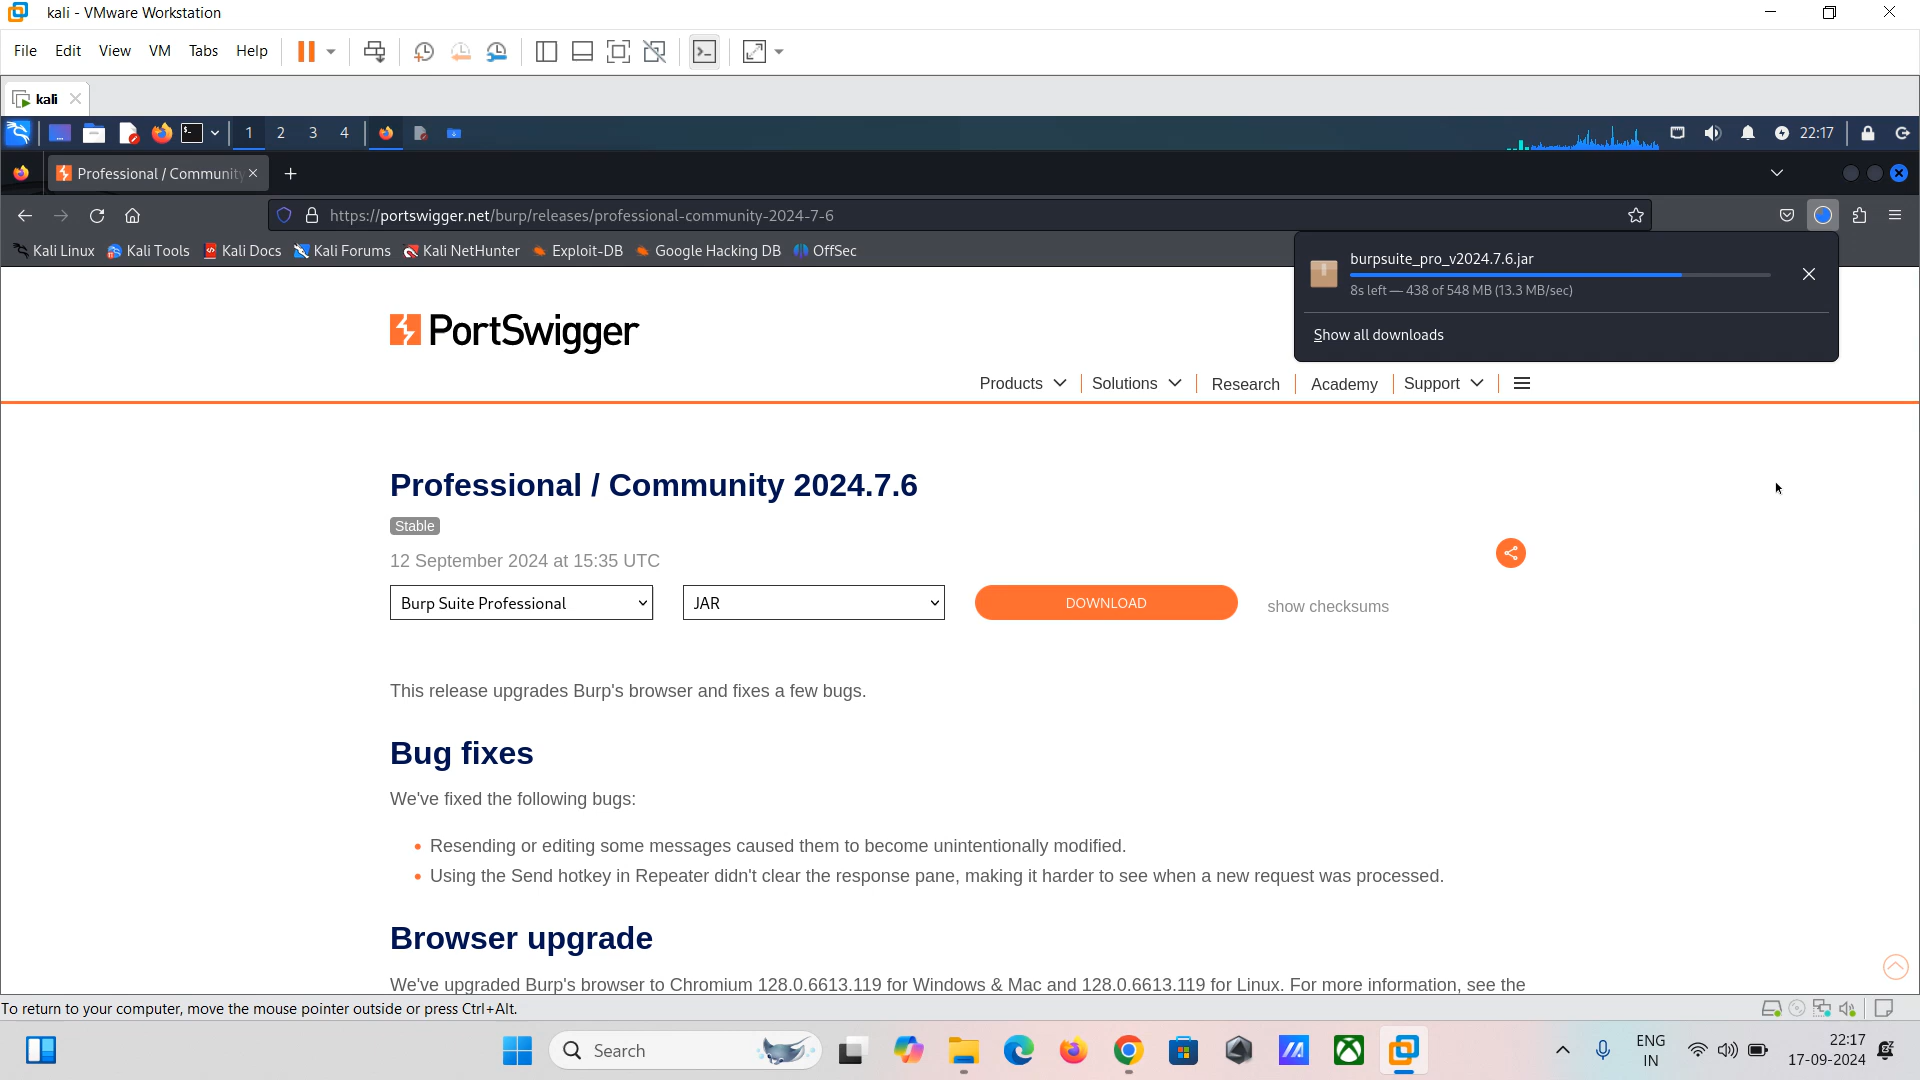 kali - VMware Workstation
File Edit View VM Tabs Help
kali
1 2 3 4 22:17
Professional / Community
https://portswigger.net/burp/releases/professional-community-2024-7-6
Kali Linux Kali Tools Kali Docs Kali Forums Kali NetHunter Exploit-DB Google Hacking DB OffSec
burpsuite_pro_v2024.7.6.jar
8s left — 438 of 548 MB (13.3 MB/sec)
Show all downloads
PortSwigger
Products Solutions Research Academy Support
Professional / Community 2024.7.6
Stable
12 September 2024 at 15:35 UTC
Burp Suite Professional JAR DOWNLOAD show checksums
This release upgrades Burp's browser and fixes a few bugs.
Bug fixes
We've fixed the following bugs:
• Resending or editing some messages caused them to become unintentionally modified.
• Using the Send hotkey in Repeater didn't clear the response pane, making it harder to see when a new request was processed.
Browser upgrade
We've upgraded Burp's browser to Chromium 128.0.6613.119 for Windows & Mac and 128.0.6613.119 for Linux. For more information, see the
To return to your computer, move the mouse pointer outside or press Ctrl+Alt.
Search
ENG
IN
22:17
17-09-2024